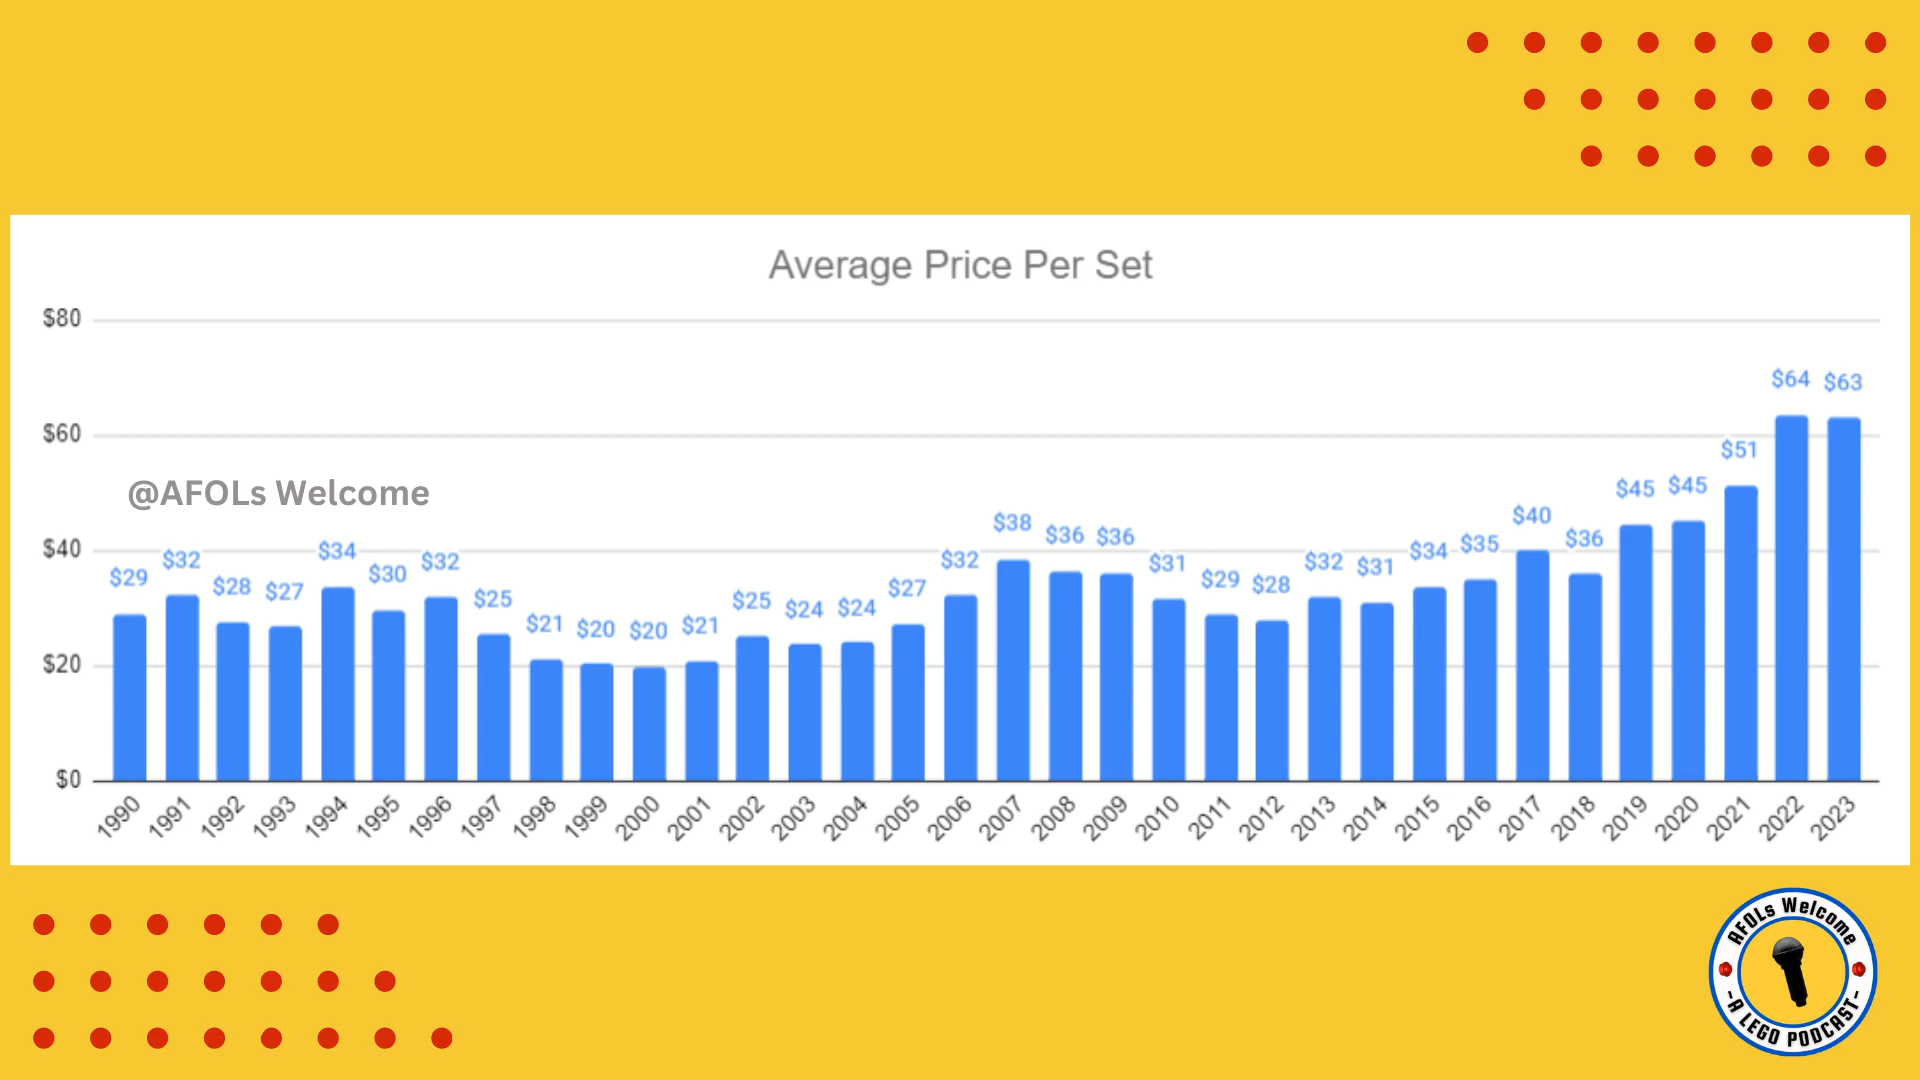 Average Price Per Set
$80
$60
$40
$20
$0
@AFOLs Welcome
$29 $32 $28 $27 $34 $30 $32 $25 $21 $20 $20 $21 $25 $24 $24 $27 $32 $38 $36 $36 $31 $29 $28 $32 $31 $34 $35 $40 $36 $45 $45 $51 $64 $63
1990 1991 1992 1993 1994 1995 1996 1997 1998 1999 2000 2001 2002 2003 2004 2005 2006 2007 2008 2009 2010 2011 2012 2013 2014 2015 2016 2017 2018 2019 2020 2021 2022 2023
AFOLs Welcome
-A LEGO PODCAST-